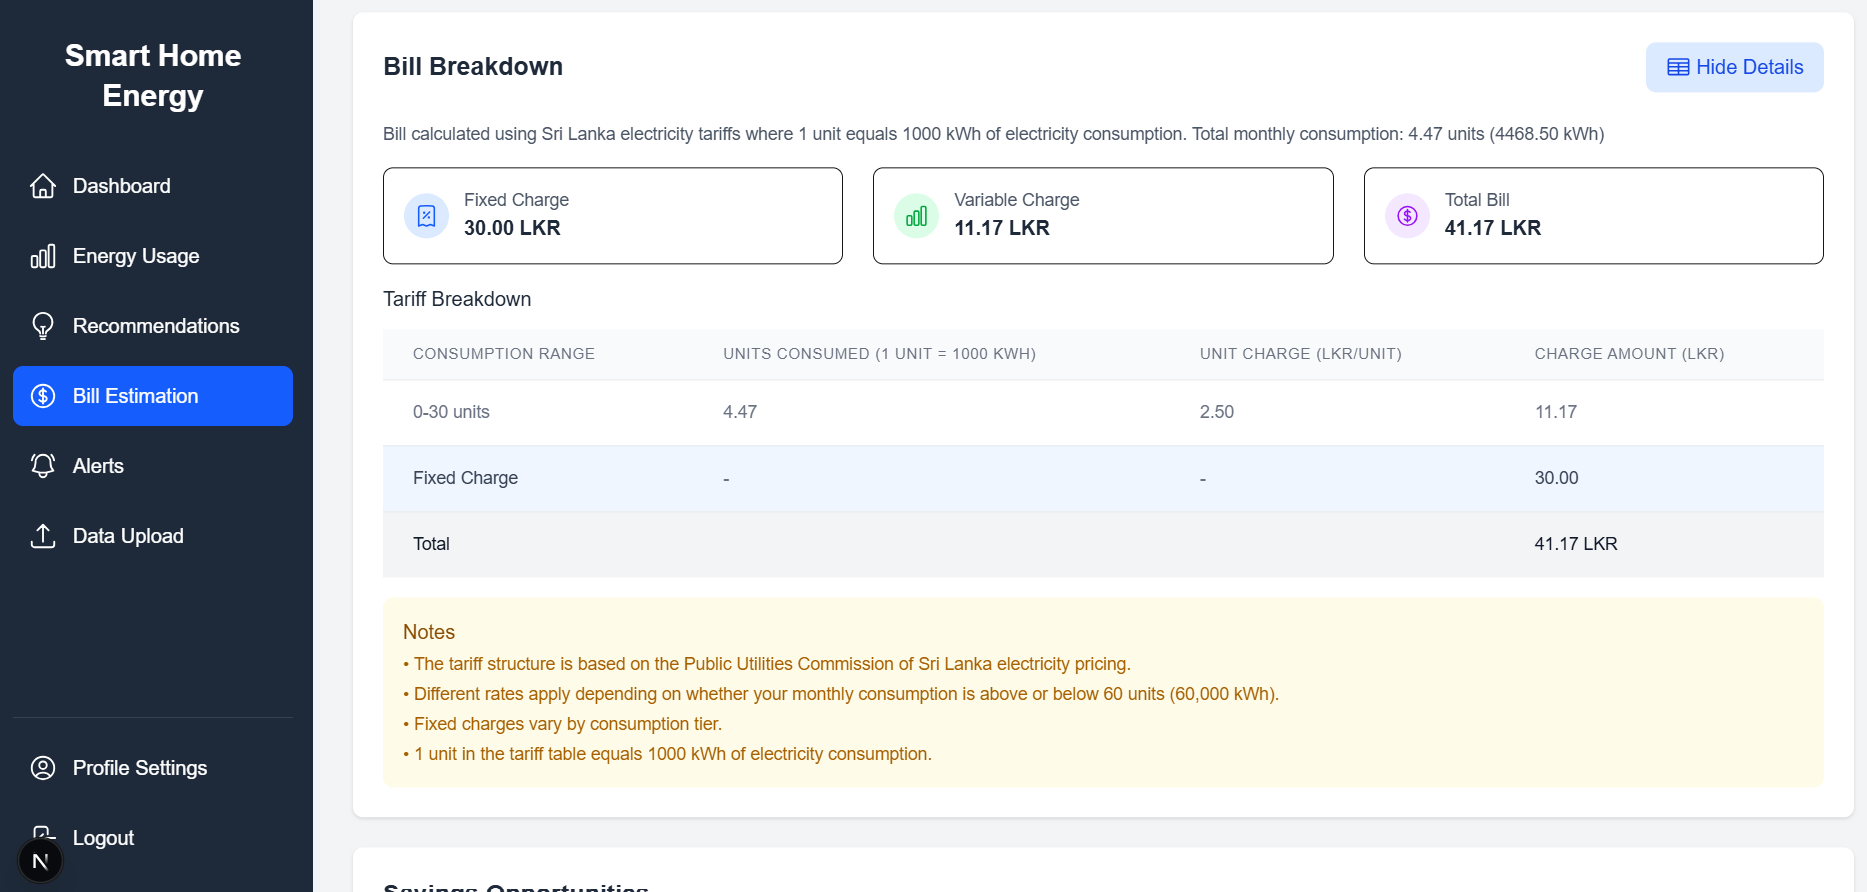 Smart Home
Energy
Dashboard
Energy Usage
Recommendations
Bill Estimation
Alerts
Data Upload
Profile Settings
Logout
N
Bill Breakdown
Hide Details
Bill calculated using Sri Lanka electricity tariffs where 1 unit equals 1000 kWh of electricity consumption. Total monthly consumption: 4.47 units (4468.50 kWh)
Fixed Charge
30.00 LKR
Variable Charge
11.17 LKR
Total Bill
41.17 LKR
Tariff Breakdown
CONSUMPTION RANGE UNITS CONSUMED (1 UNIT = 1000 KWH) UNIT CHARGE (LKR/UNIT) CHARGE AMOUNT (LKR)
0-30 units 4.47 2.50 11.17
Fixed Charge - - 30.00
Total 41.17 LKR
Notes
• The tariff structure is based on the Public Utilities Commission of Sri Lanka electricity pricing.
• Different rates apply depending on whether your monthly consumption is above or below 60 units (60,000 kWh).
• Fixed charges vary by consumption tier.
• 1 unit in the tariff table equals 1000 kWh of electricity consumption.
Savings Opportunities